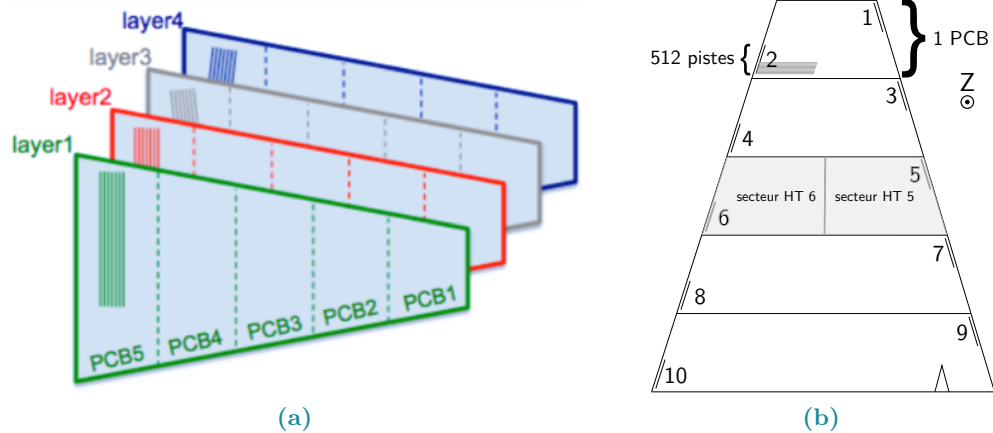 layer4
layer3
layer2
layer1
PCB5
PCB4
PCB3
PCB2
PCB1
(a)
1
1 PCB
512 pistes
2
3
Z
4
5
secteur HT 6
secteur HT 5
6
7
8
9
10
(b)